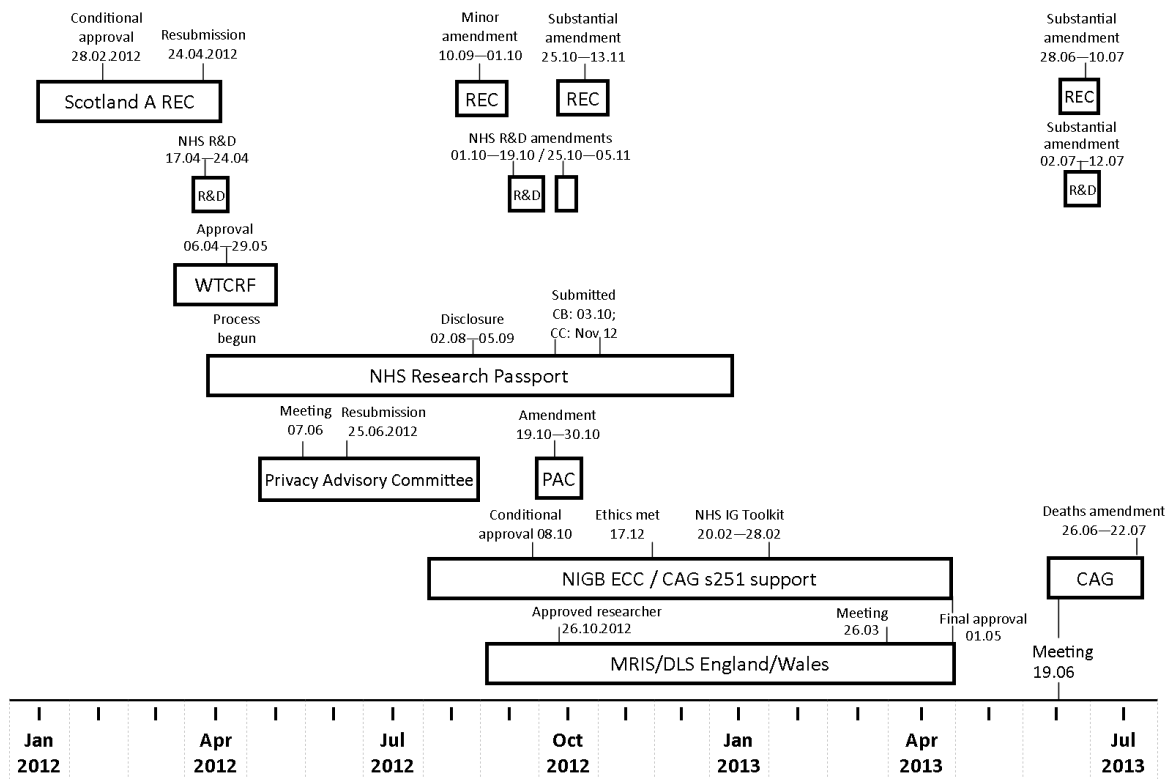 Conditional
approval
28.02.2012
Resubmission
24.04.2012
Scotland A REC
Minor
amendment
10.09—01.10
REC
Substantial
amendment
25.10—13.11
REC
Substantial
amendment
28.06—10.07
REC
NHS R&D
17.04—24.04
R&D
NHS R&D amendments
01.10—19.10 / 25.10—05.11
R&D
Substantial
amendment
02.07—12.07
R&D
Approval
06.04—29.05
WTCRF
Process
begun
Disclosure
02.08—05.09
Submitted
CB: 03.10;
CC: Nov 12
NHS Research Passport
Meeting
07.06
Resubmission
25.06.2012
Privacy Advisory Committee
Amendment
19.10—30.10
PAC
Conditional
approval 08.10
Ethics met
17.12
NHS IG Toolkit
20.02—28.02
NIGB ECC / CAG s251 support
Deaths amendment
26.06—22.07
CAG
Approved researcher
26.10.2012
Meeting
26.03
Final approval
01.05
MRIS/DLS England/Wales
Meeting
19.06
Jan
2012
Apr
2012
Jul
2012
Oct
2012
Jan
2013
Apr
2013
Jul
2013